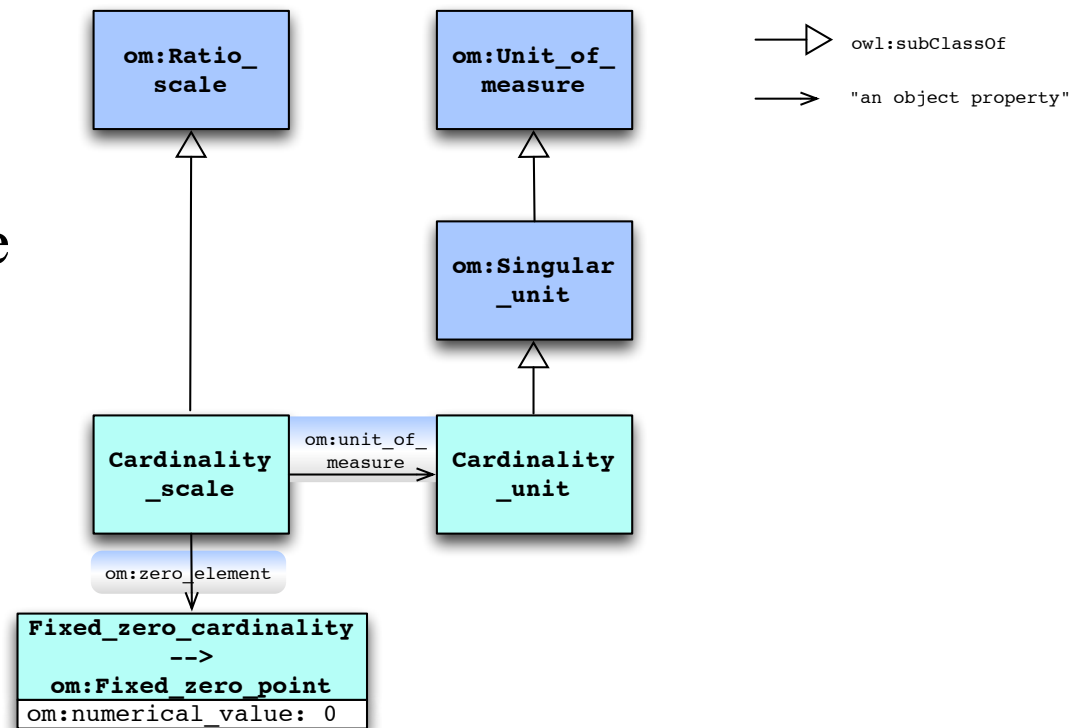 om:Ratio_
scale
om:Unit_of_
measure
owl:subClassOf
"an object property"
om:Singular
_unit
Cardinality
_scale
om:unit_of_
measure
Cardinality
_unit
om:zero_element
Fixed_zero_cardinality
-->
om:Fixed_zero_point
om:numerical_value: 0